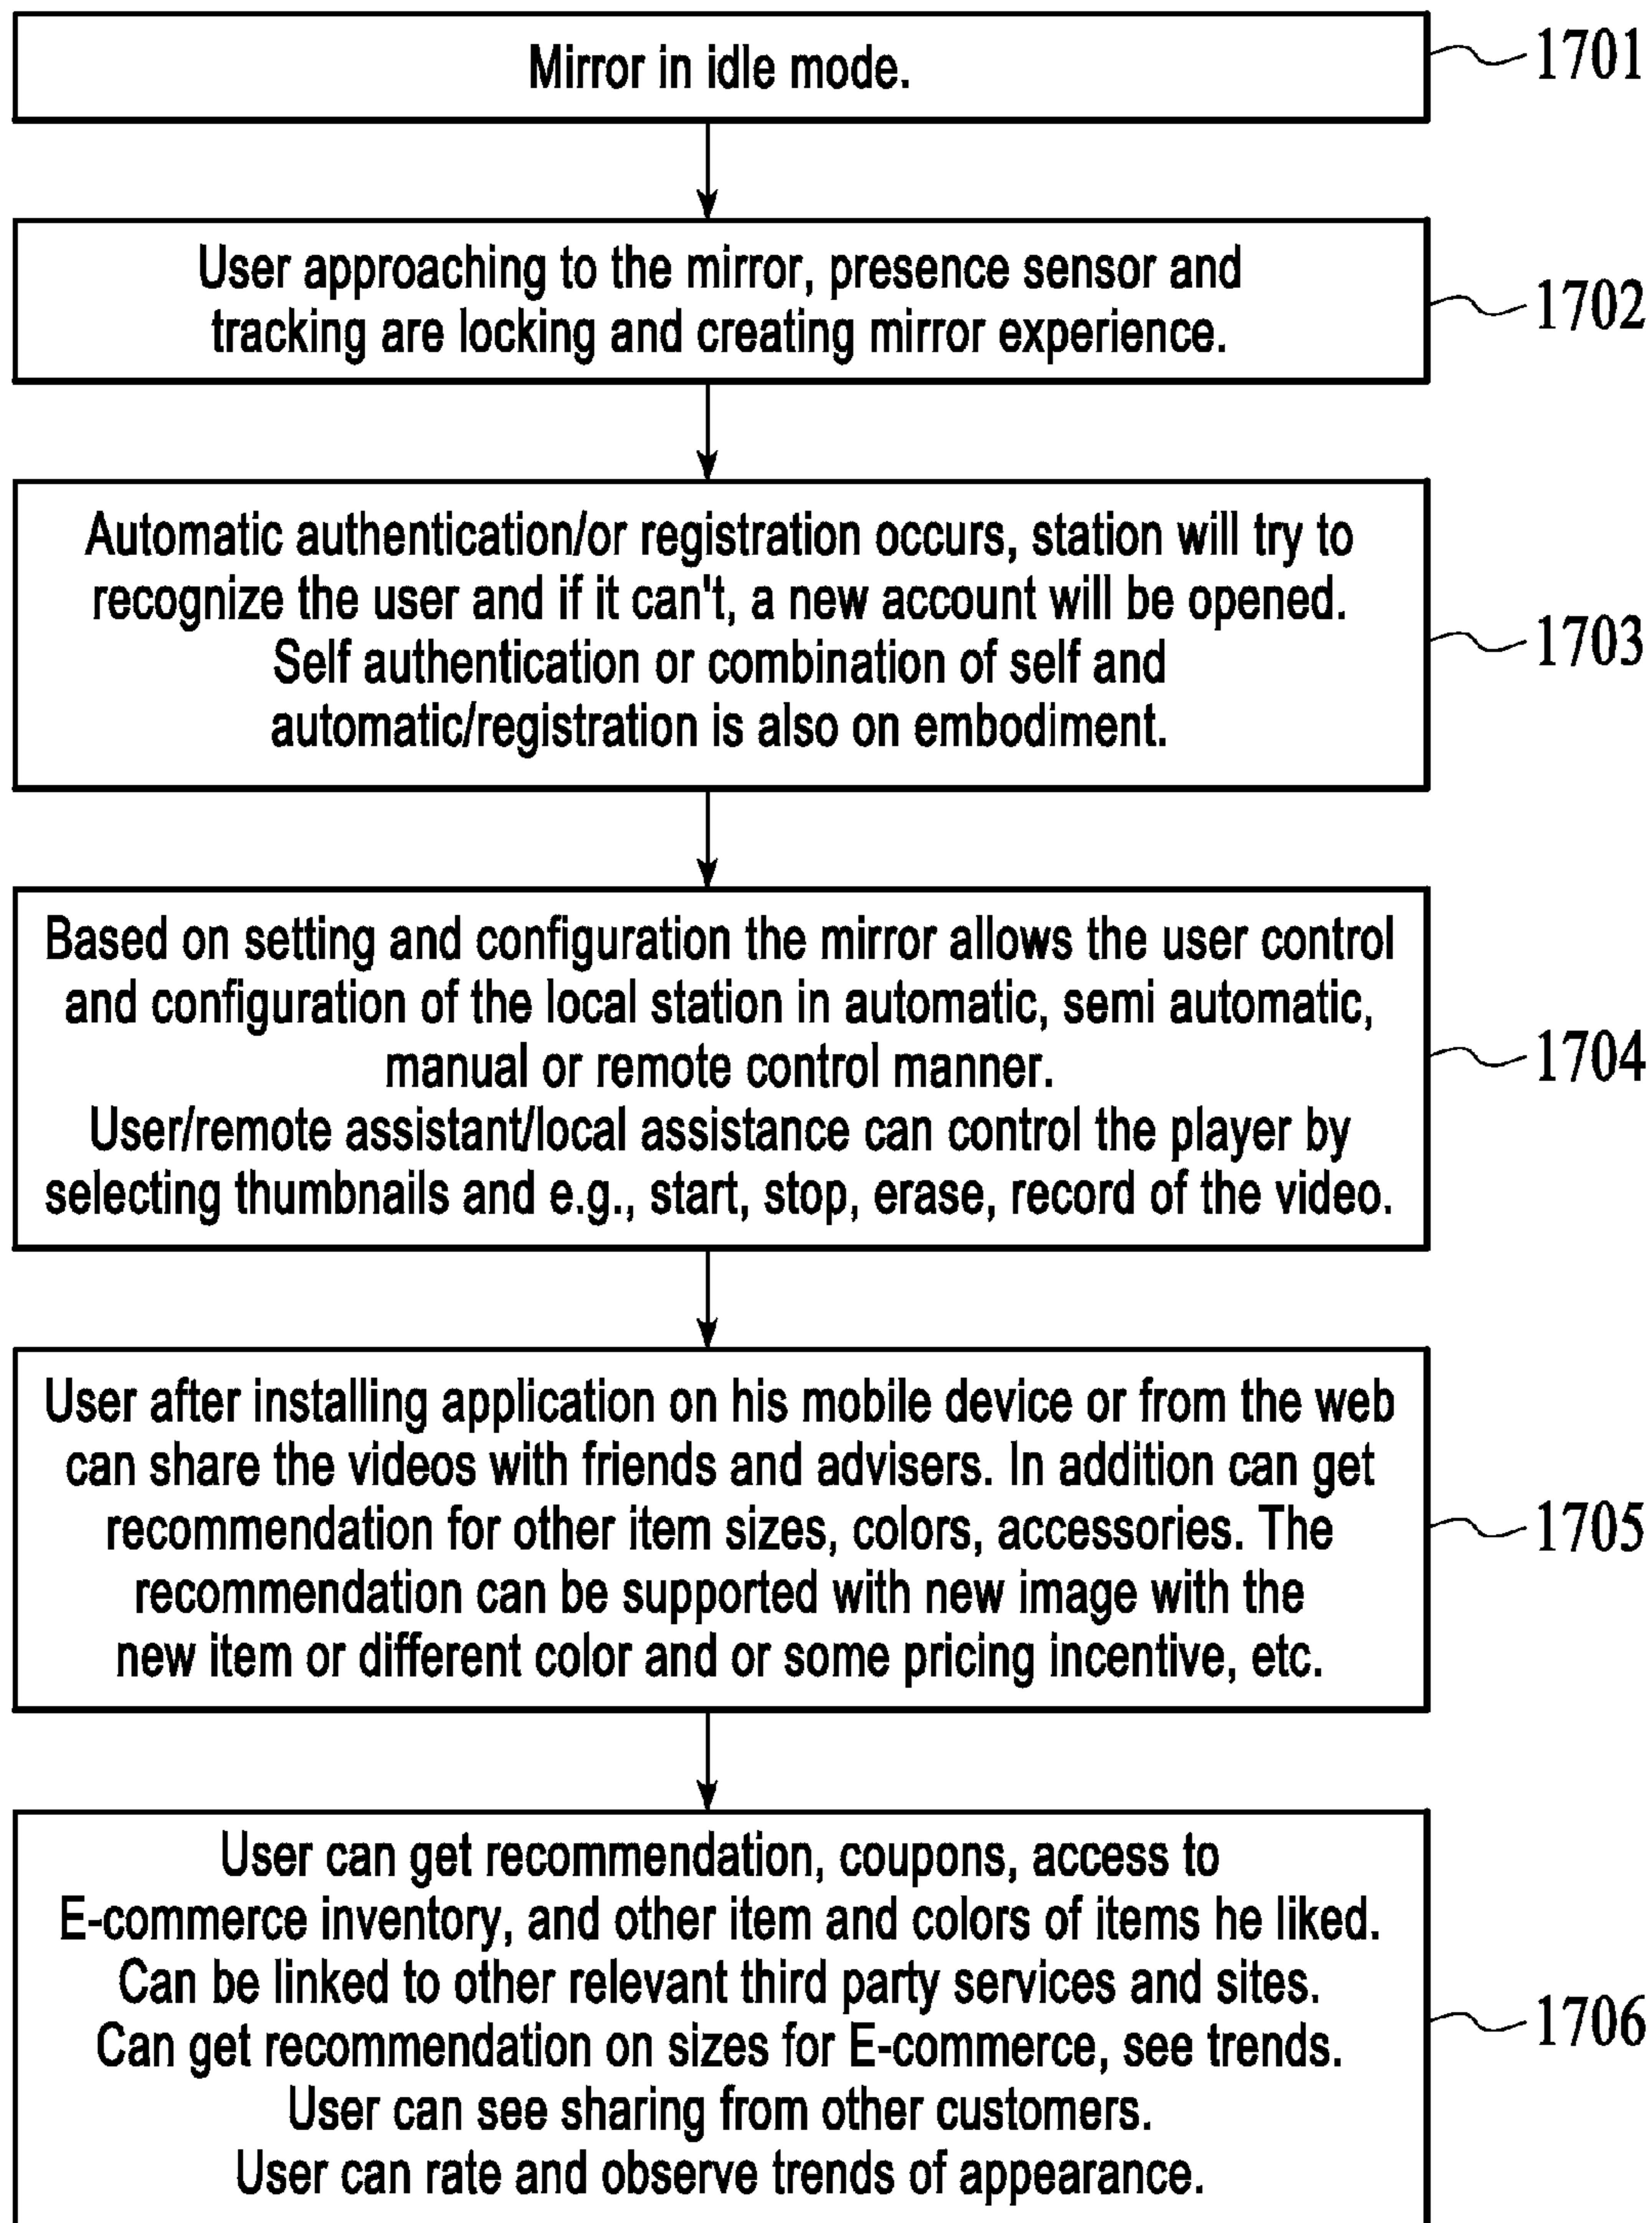 Mirror in idle mode.
1701
User approaching to the mirror, presence sensor and
tracking are locking and creating mirror experience.
1702
Automatic authentication/or registration occurs, station will try to
recognize the user and if it can't, a new account will be opened.
Self authentication or combination of self and
automatic/registration is also on embodiment.
1703
Based on setting and configuration the mirror allows the user control
and configuration of the local station in automatic, semi automatic,
manual or remote control manner.
User/remote assistant/local assistance can control the player by
selecting thumbnails and e.g., start, stop, erase, record of the video.
1704
User after installing application on his mobile device or from the web
can share the videos with friends and advisers. In addition can get
recommendation for other item sizes, colors, accessories. The
recommendation can be supported with new image with the
new item or different color and or some pricing incentive, etc.
1705
User can get recommendation, coupons, access to
E-commerce inventory, and other item and colors of items he liked.
Can be linked to other relevant third party services and sites.
Can get recommendation on sizes for E-commerce, see trends.
User can see sharing from other customers.
User can rate and observe trends of appearance.
1706